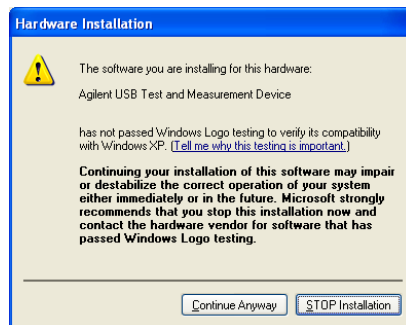 Hardware Installation
The software you are installing for this hardware:
Agilent USB Test and Measurement Device
has not passed Windows Logo testing to verify its compatibility
with Windows XP. (Tell me why this testing is important.)
Continuing your installation of this software may impair
or destabilize the correct operation of your system
either immediately or in the future. Microsoft strongly
recommends that you stop this installation now and
contact the hardware vendor for software that has
passed Windows Logo testing.
Continue Anyway
STOP Installation